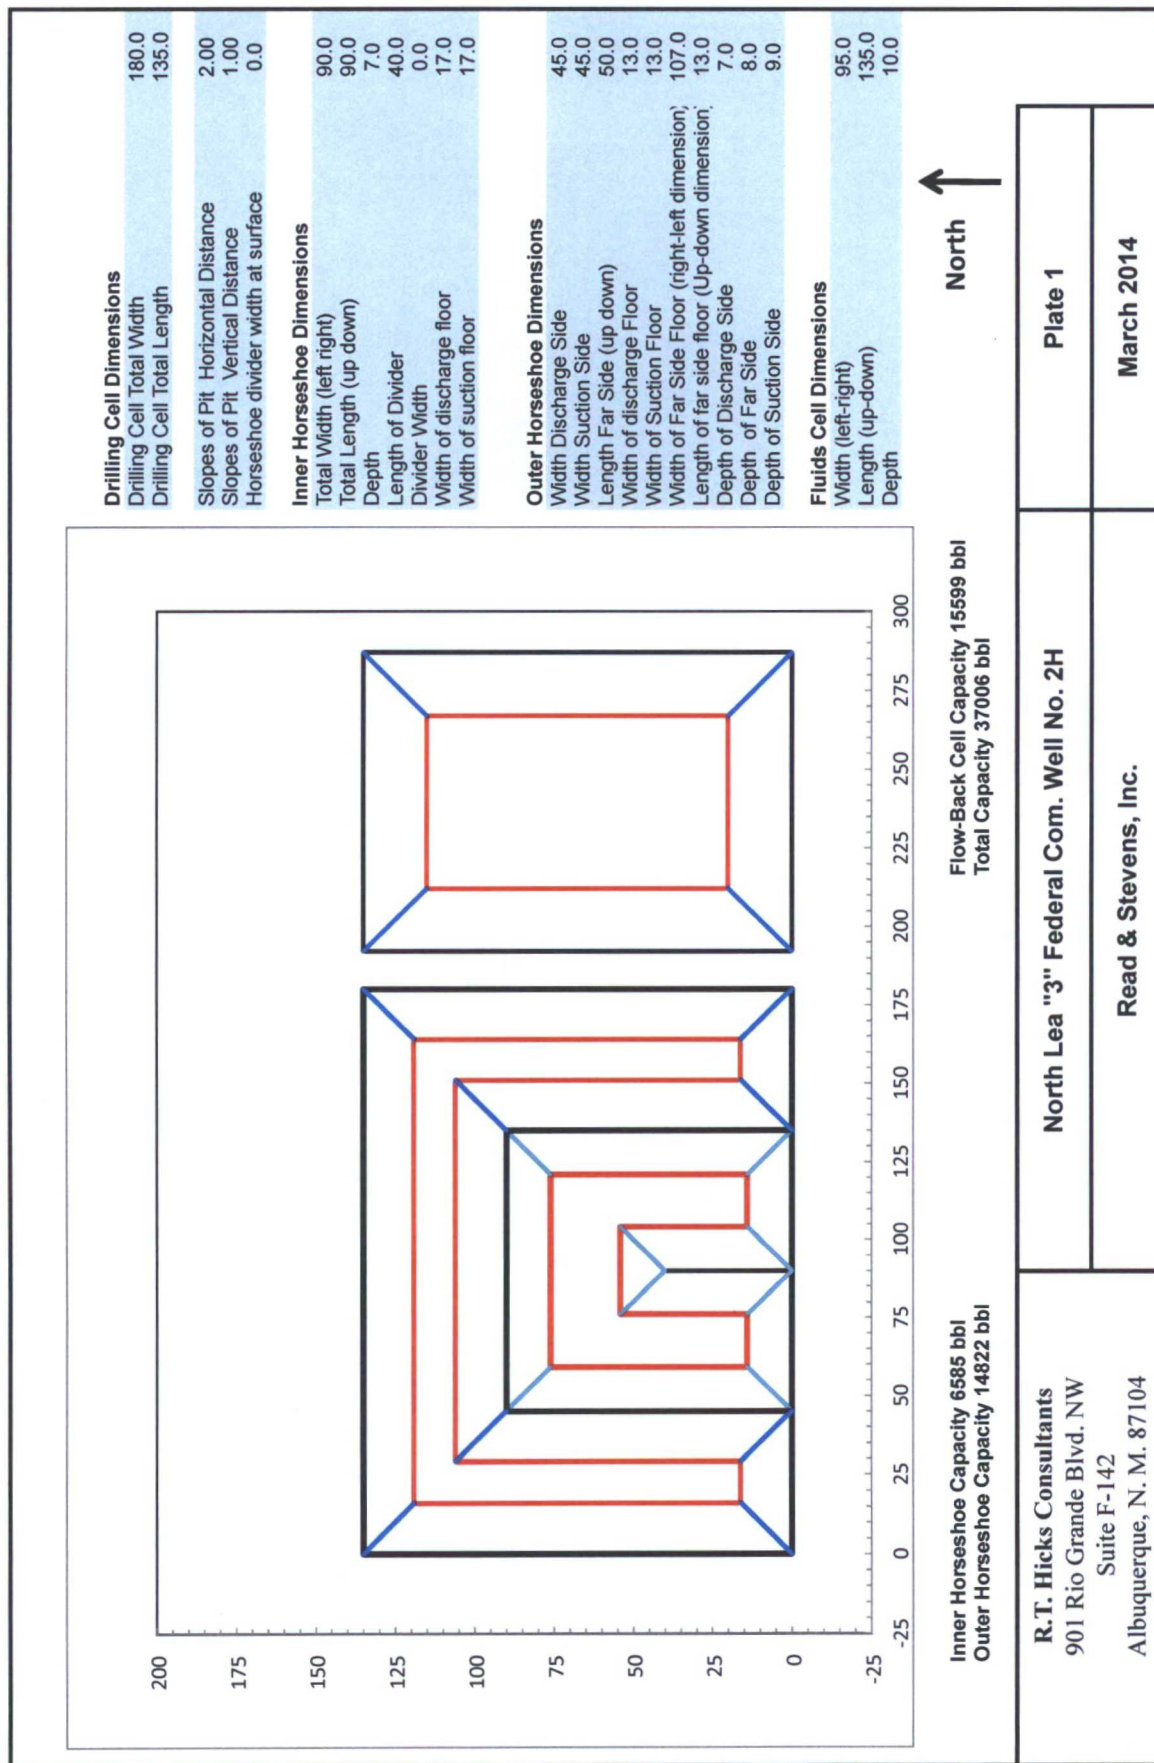 Drilling Cell Dimensions
Drilling Cell Total Width 180.0
Drilling Cell Total Length 135.0
Slopes of Pit Horizontal Distance 2.00
Slopes of Pit Vertical Distance 1.00
Horseshoe divider width at surface 0.0
Inner Horseshoe Dimensions
Total Width (left right) 90.0
Total Length (up down) 90.0
Depth 7.0
Length of Divider 40.0
Divider Width 0.0
Width of discharge floor 17.0
Width of suction floor 17.0
Outer Horseshoe Dimensions
Width Discharge Side 45.0
Width Suction Side 45.0
Length Far Side (up down) 50.0
Width of discharge Floor 13.0
Width of Suction Floor 13.0
Width of Far Side Floor (right-left dimension) 107.0
Length of far side floor (Up-down dimension) 13.0
Depth of Discharge Side 7.0
Depth of Far Side 8.0
Depth of Suction Side 9.0
Fluids Cell Dimensions
Width (left-right) 95.0
Length (up-down) 135.0
Depth 10.0
200
175
150
125
100
75
50
25
0
-25
-25 0 25 50 75 100 125 150 175 200 225 250 275 300
North
Inner Horseshoe Capacity 6585 bbl
Outer Horseshoe Capacity 14822 bbl
Flow-Back Cell Capacity 15599 bbl
Total Capacity 37006 bbl
R.T. Hicks Consultants
901 Rio Grande Blvd. NW
Suite F-142
Albuquerque, N. M. 87104
North Lea "3" Federal Com. Well No. 2H
Read & Stevens, Inc.
Plate 1
March 2014